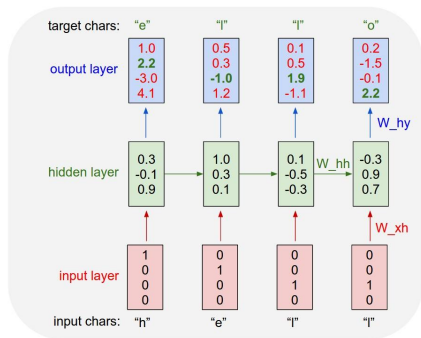 target chars: “e” “l” “l” “o”
output layer
1.0 0.5 0.1 0.2
2.2 0.3 0.5 -1.5
-3.0 -1.0 1.9 -0.1
4.1 1.2 -1.1 2.2
W_hy
hidden layer
0.3 1.0 0.1 W_hh -0.3
-0.1 0.3 -0.5 0.9
0.9 0.1 -0.3 0.7
W_xh
input layer
1 0 0 0
0 1 0 0
0 0 1 1
0 0 0 0
input chars: “h” “e” “l” “l”